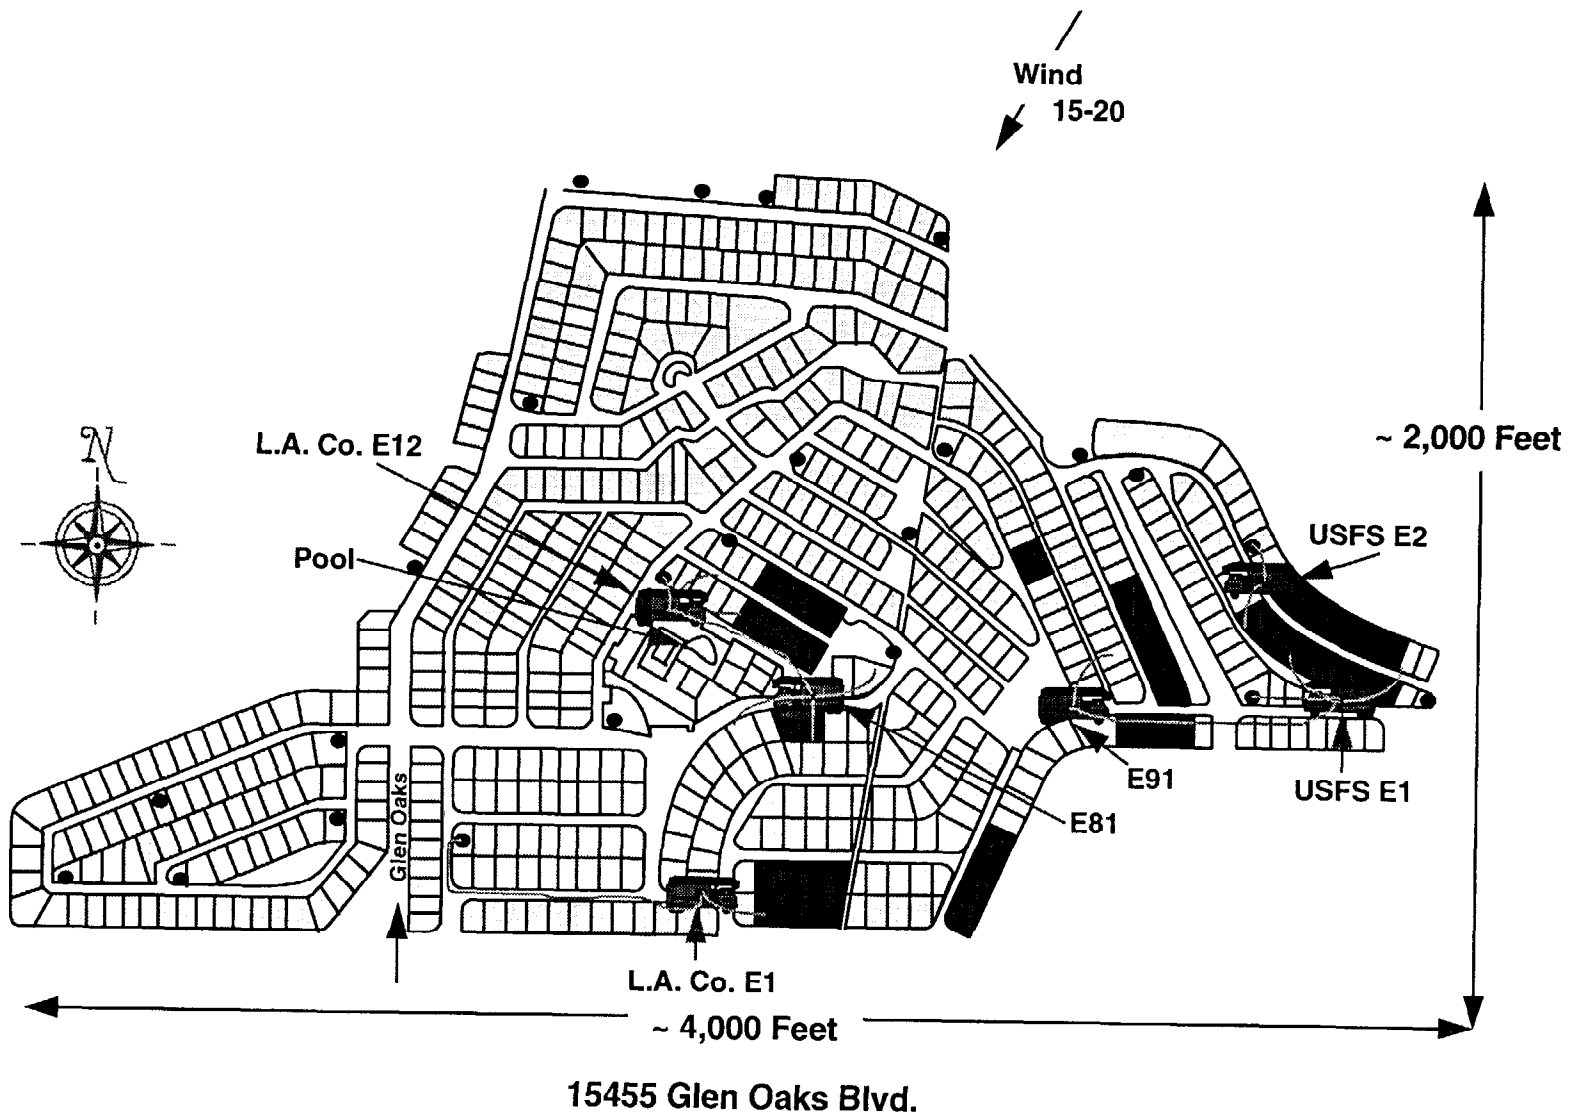 Wind
15-20
~ 2,000 Feet
L.A. Co. E12
N
USFS E2
Pool
Glen Oaks
E91
USFS E1
E81
L.A. Co. E1
~ 4,000 Feet
15455 Glen Oaks Blvd.